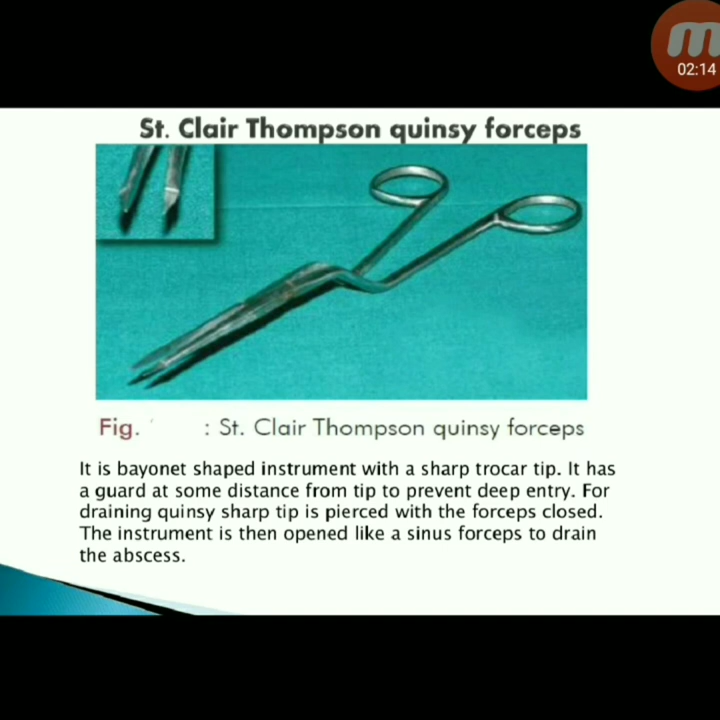 02:14
St. Clair Thompson quinsy forceps
Fig. : St. Clair Thompson quinsy forceps
It is bayonet shaped instrument with a sharp trocar tip. It has
a guard at some distance from tip to prevent deep entry. For
draining quinsy sharp tip is pierced with the forceps closed.
The instrument is then opened like a sinus forceps to drain
the abscess.